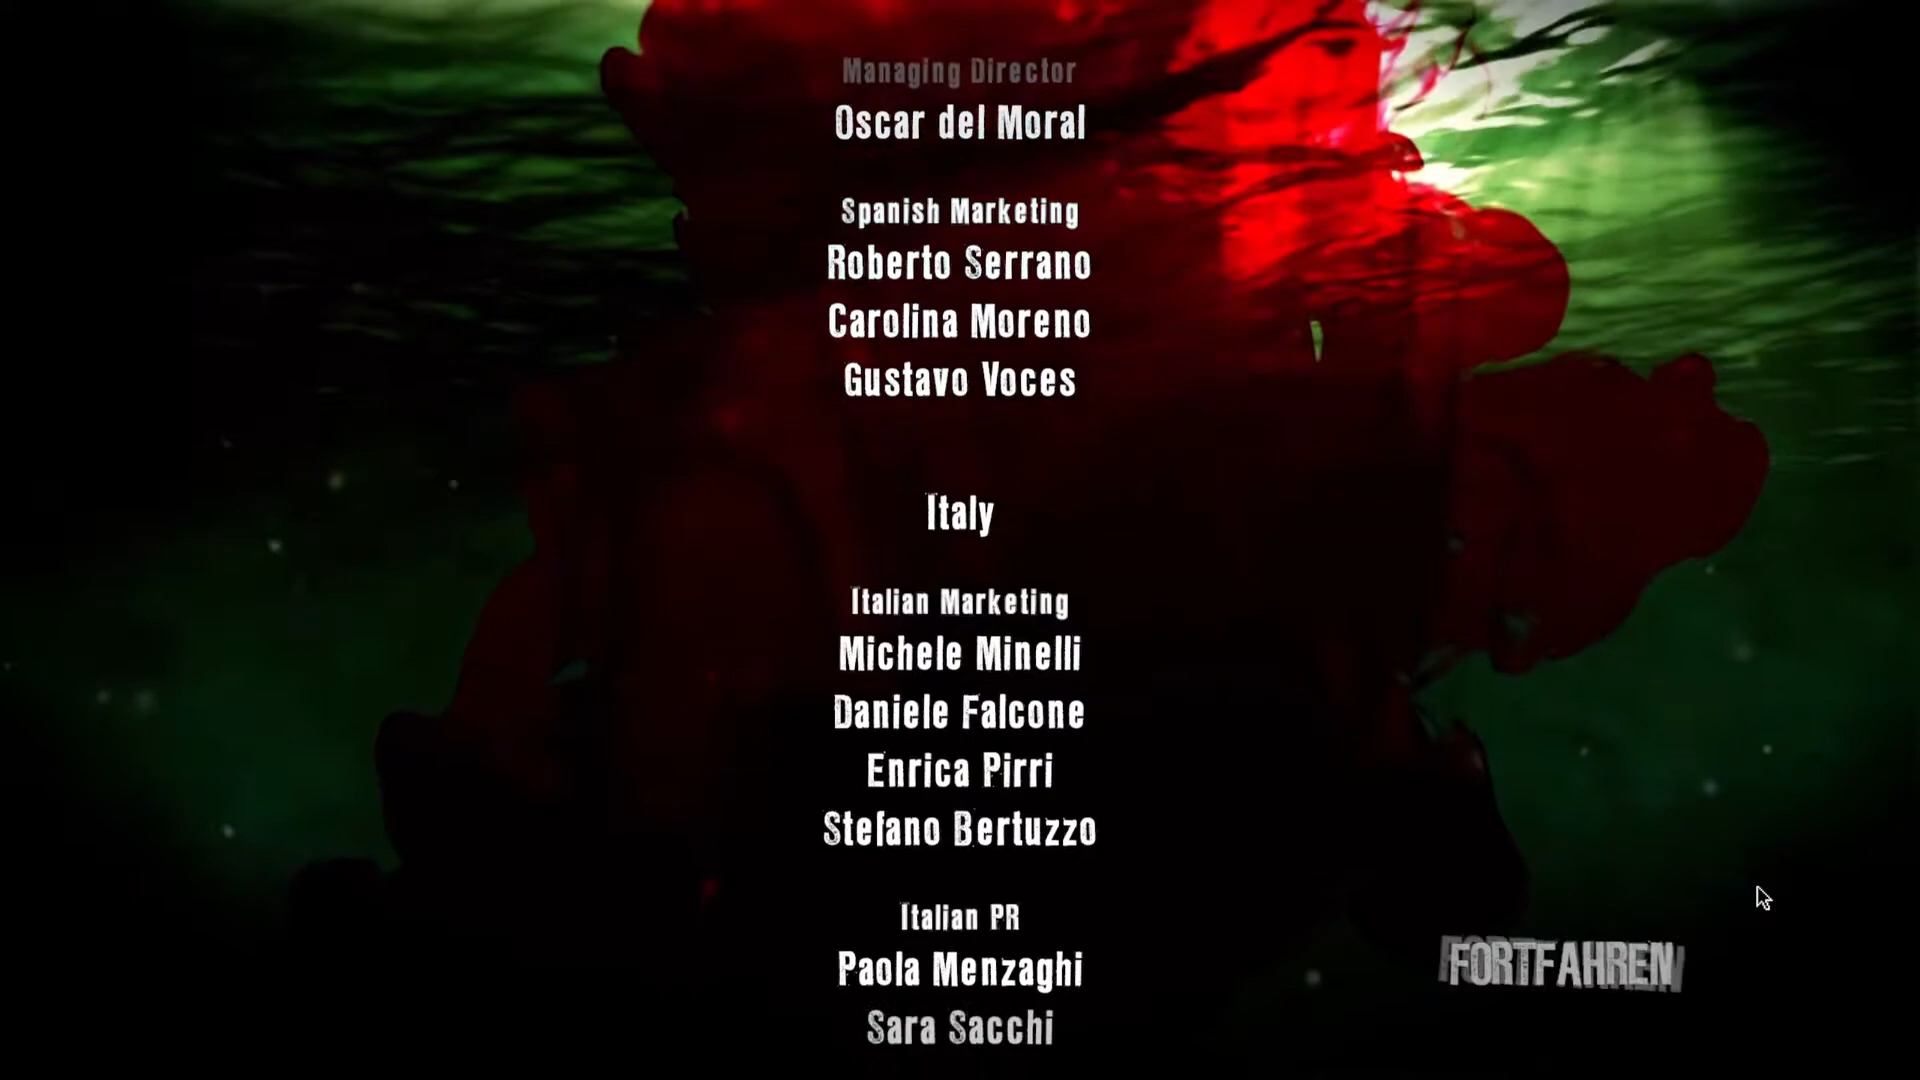 Managing Director
Oscar del Moral
Spanish Marketing
Roberto Serrano
Carolina Moreno
Gustavo Voces
Italy
Italian Marketing
Michele Minelli
Daniele Falcone
Enrica Pirri
Stefano Bertuzzo
Italian PR
Paola Menzaghi
Sara Sacchi
FORTFAHREN